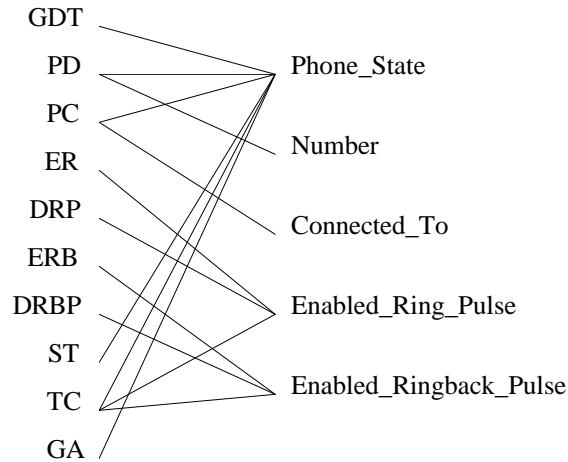 GDT
PD
PC
ER
DRP
ERB
DRBP
ST
TC
GA
Phone_State
Number
Connected_To
Enabled_Ring_Pulse
Enabled_Ringback_Pulse